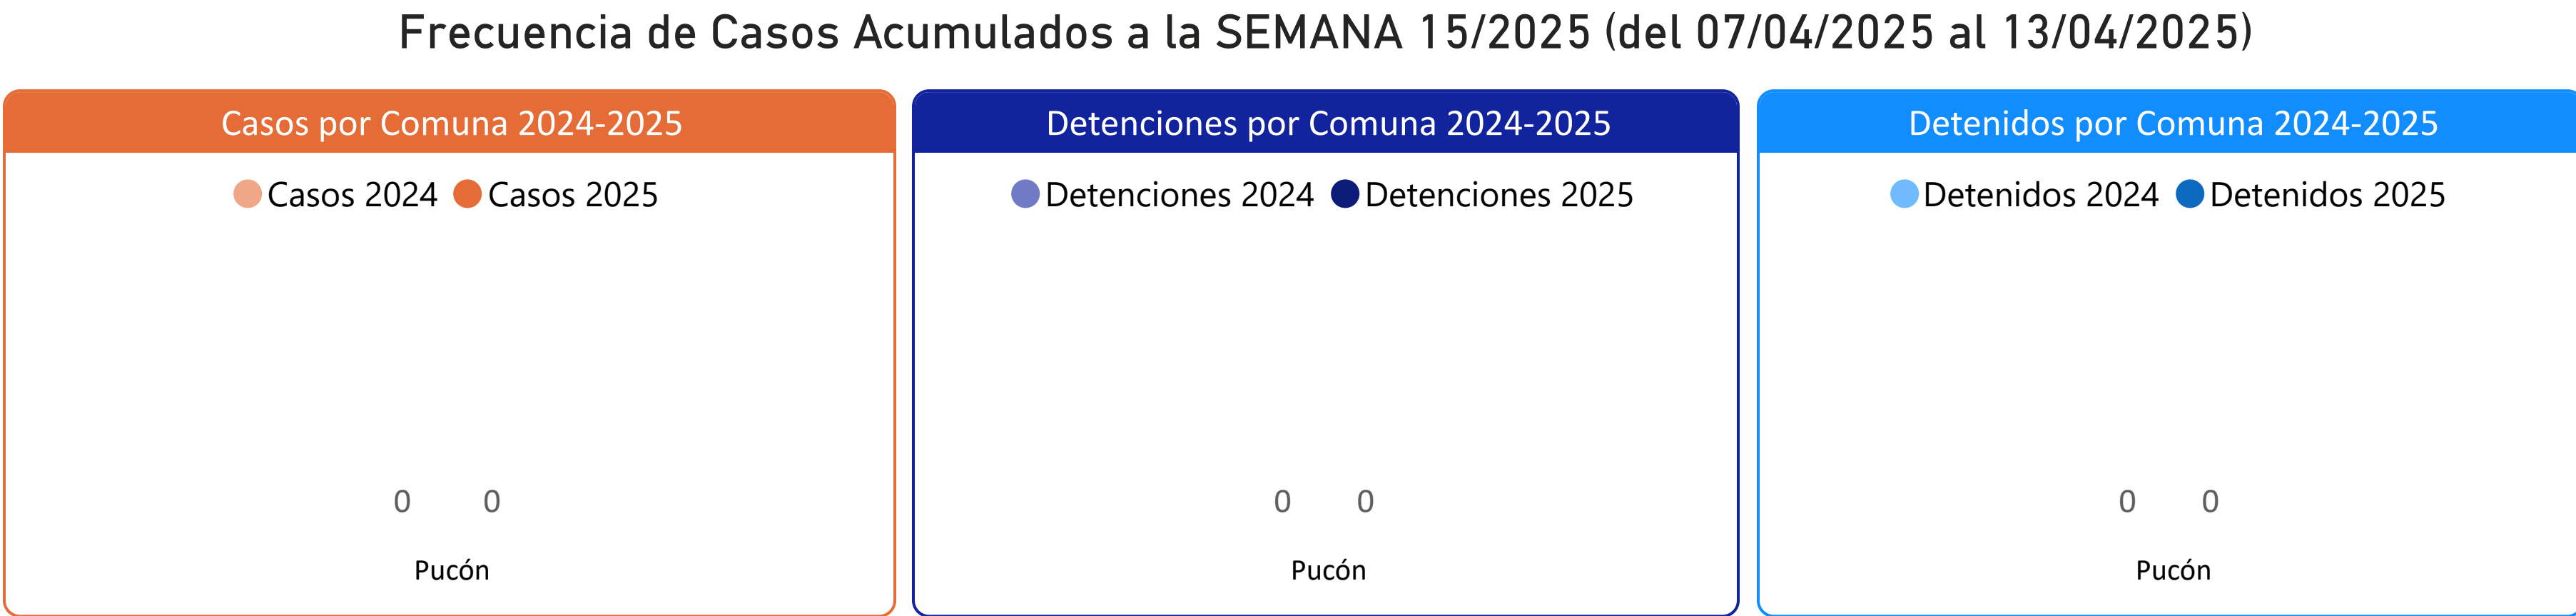 Frecuencia de Casos Acumulados a la SEMANA 15/2025 (del 07/04/2025 al 13/04/2025)
Casos por Comuna 2024-2025
Casos 2024 Casos 2025
0 0
Pucón
Detenciones por Comuna 2024-2025
Detenciones 2024 Detenciones 2025
0 0
Pucón
Detenidos por Comuna 2024-2025
Detenidos 2024 Detenidos 2025
0 0
Pucón